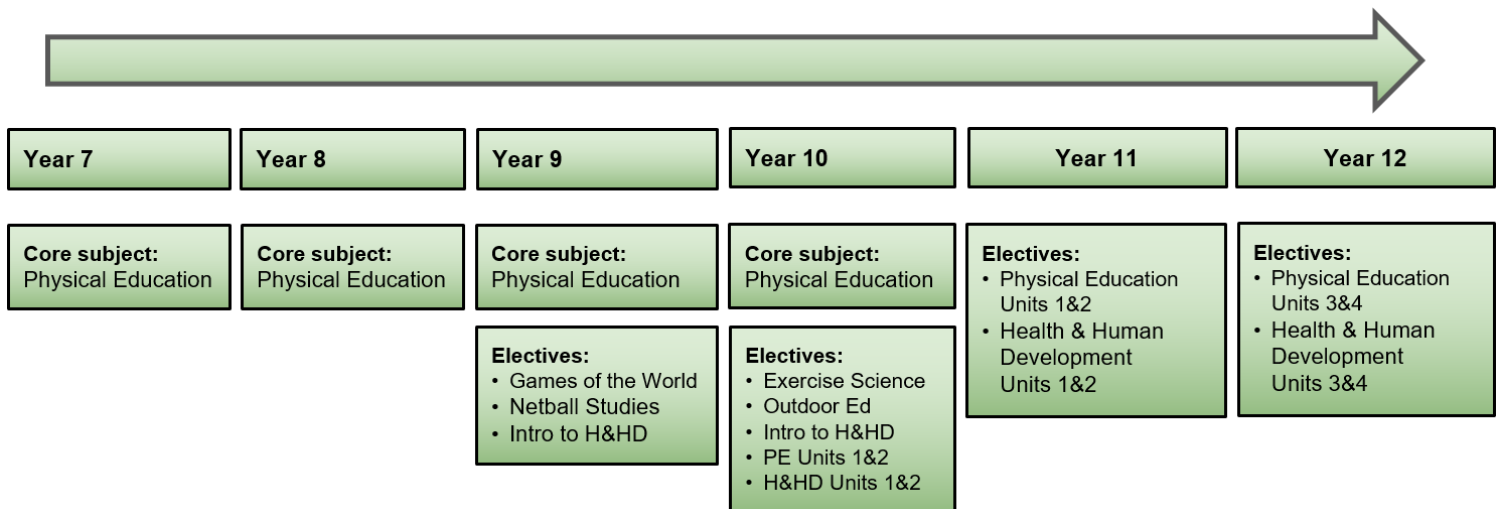 Year 7
Year 8
Year 9
Year 10
Year 11
Year 12
Core subject:
Physical Education
Core subject:
Physical Education
Core subject:
Physical Education
Core subject:
Physical Education
Electives:
• Physical Education
Units 1&2
• Health & Human
Development
Units 1&2
Electives:
• Physical Education
Units 3&4
• Health & Human
Development
Units 3&4
Electives:
• Games of the World
• Netball Studies
• Intro to H&HD
Electives:
• Exercise Science
• Outdoor Ed
• Intro to H&HD
• PE Units 1&2
• H&HD Units 1&2